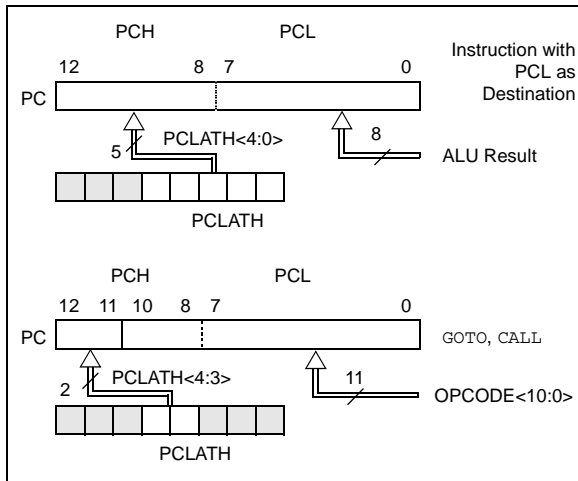 PCH PCL
12 8 7 0
Instruction with
PCL as
Destination
PC
5 PCLATH<4:0>
8
ALU Result
PCLATH
PCH PCL
12 11 10 8 7 0
PC
GOTO, CALL
2 PCLATH<4:3>
11
OPCODE<10:0>
PCLATH